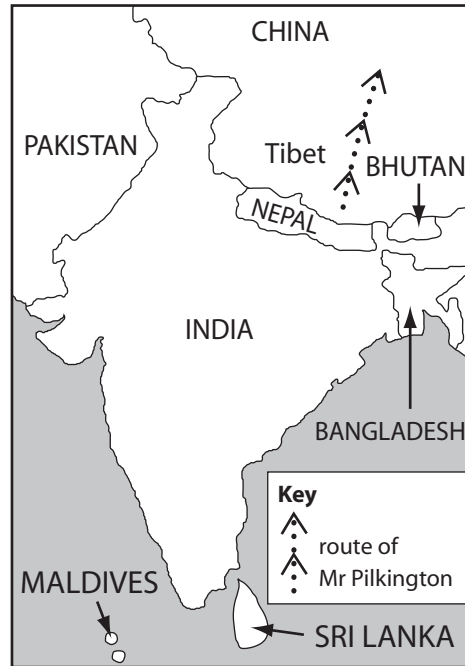 CHINA
PAKISTAN
Tibet
BHUTAN
NEPAL
INDIA
BANGLADESH
Key
route of
Mr Pilkington
MALDIVES
SRI LANKA